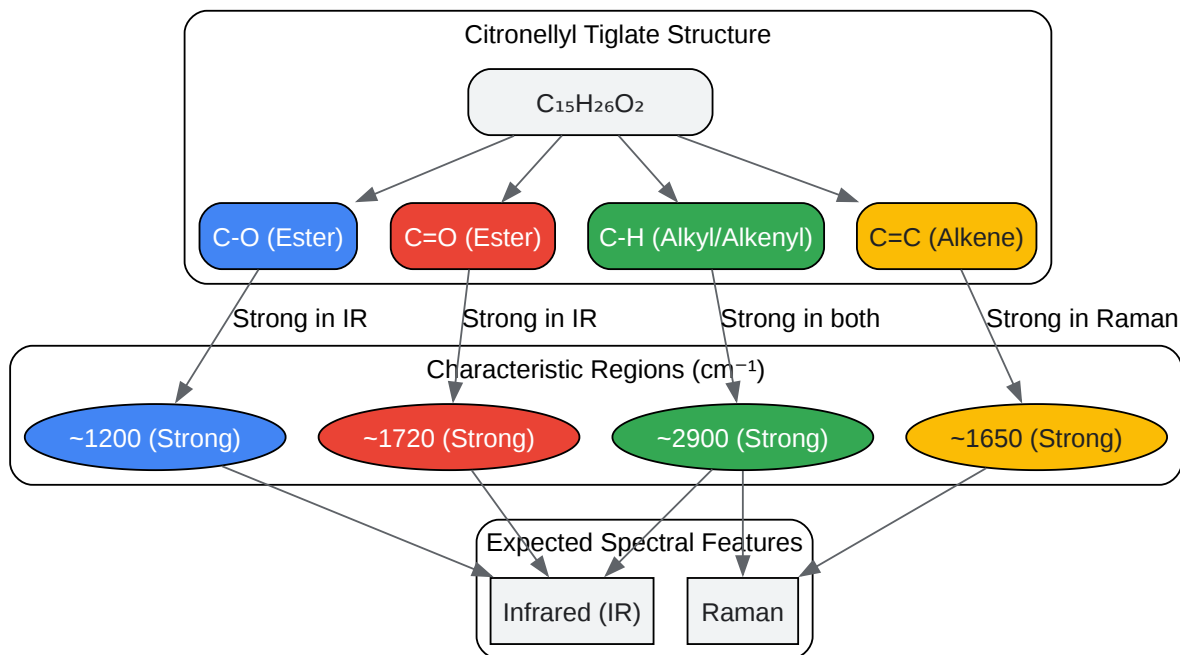 Citronellyl Tiglate Structure
C₁₅H₂₆O₂
C-O (Ester)
C=O (Ester)
C-H (Alkyl/Alkenyl)
C=C (Alkene)
Strong in IR
Strong in IR
Strong in both
Strong in Raman
Characteristic Regions (cm⁻¹)
~1200 (Strong)
~1720 (Strong)
~2900 (Strong)
~1650 (Strong)
Expected Spectral Features
Infrared (IR)
Raman